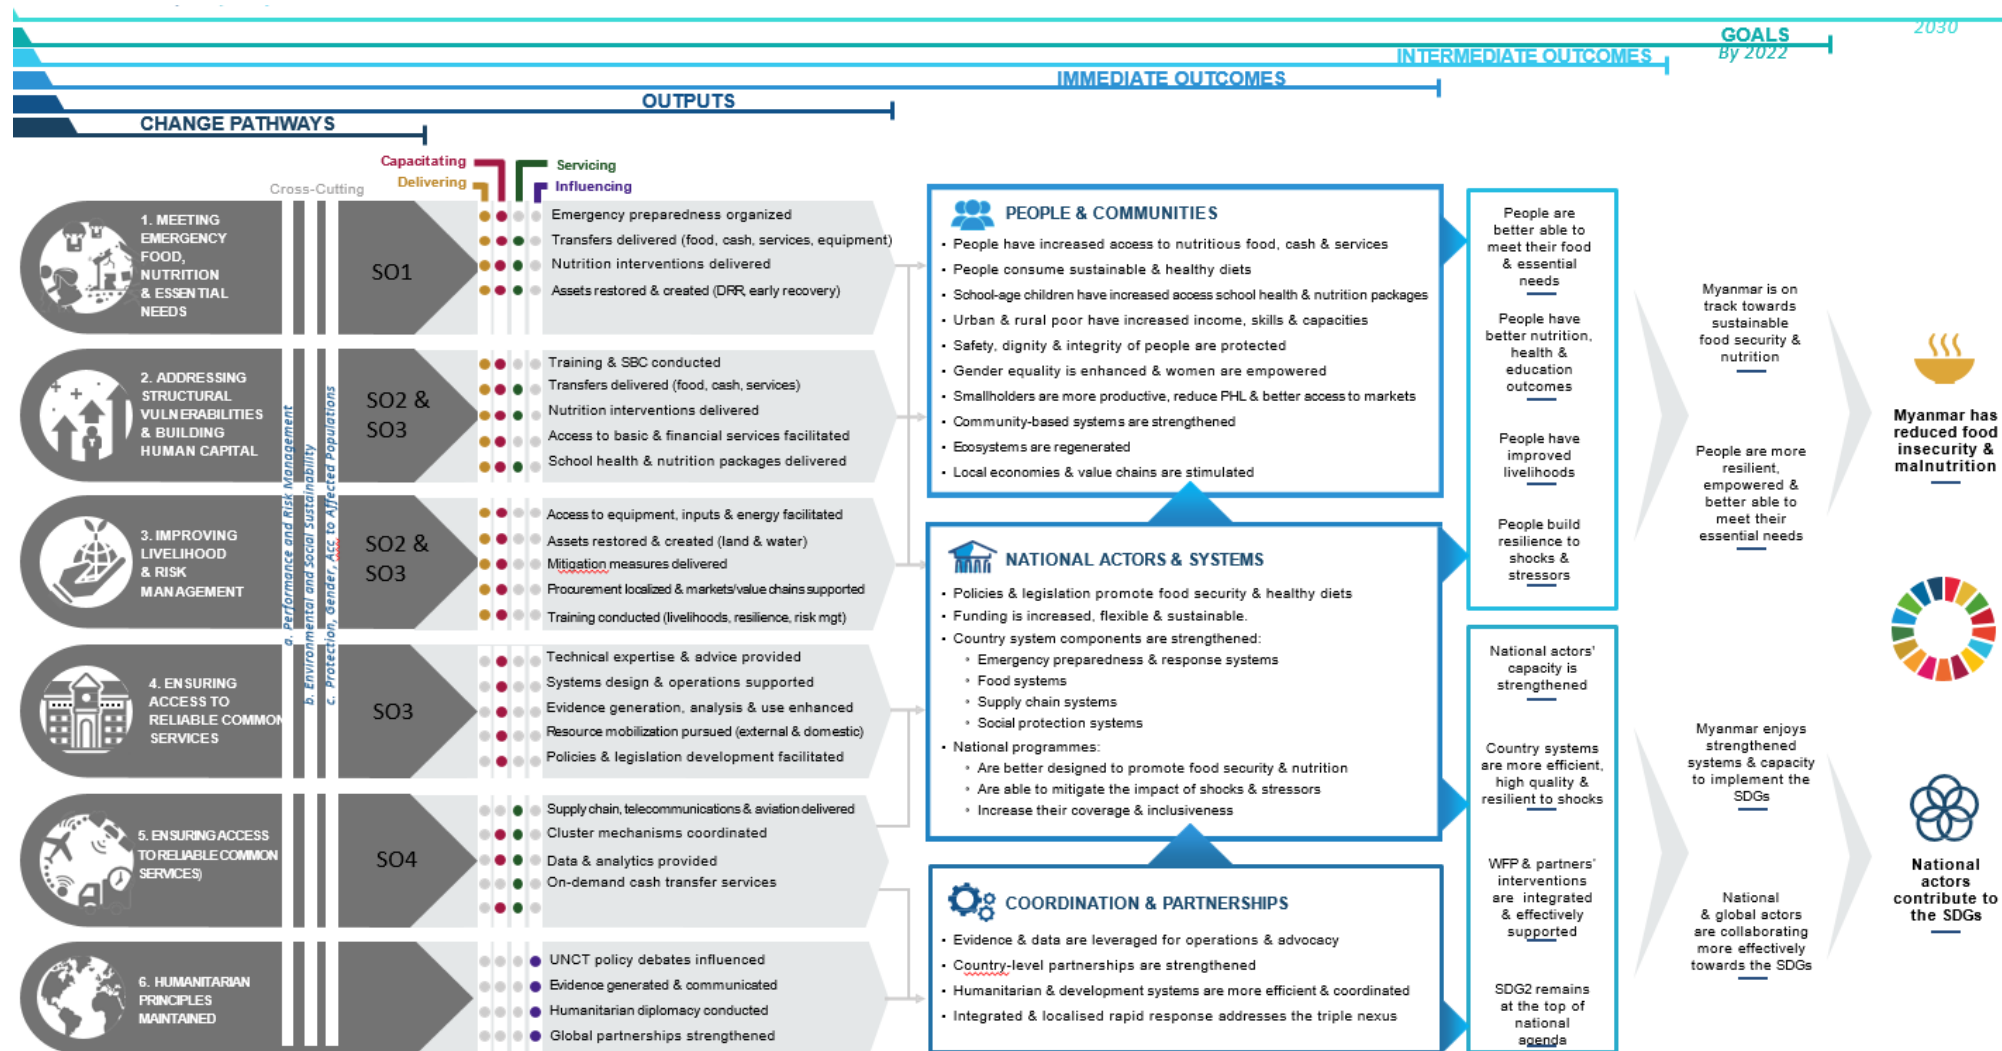 2030
GOALS
By 2022
INTERMEDIATE OUTCOMES
IMMEDIATE OUTCOMES
OUTPUTS
CHANGE PATHWAYS
Cross-Cutting
Capacitating
Delivering
Servicing
Influencing
1. MEETING
EMERGENCY
FOOD,
NUTRITION
& ESSENTIAL
NEEDS
SO1
Emergency preparedness organized
Transfers delivered (food, cash, services, equipment)
Nutrition interventions delivered
Assets restored & created (DRR, early recovery)
2. ADDRESSING
STRUCTURAL
VULNERABILITIES
& BUILDING
HUMAN CAPITAL
SO2 &
SO3
Training & SBC conducted
Transfers delivered (food, cash, services)
Nutrition interventions delivered
Access to basic & financial services facilitated
School health & nutrition packages delivered
3. IMPROVING
LIVELIHOOD
& RISK
MANAGEMENT
SO2 &
SO3
Access to equipment, inputs & energy facilitated
Assets restored & created (land & water)
Mitigation measures delivered
Procurement localized & markets/value chains supported
Training conducted (livelihoods, resilience, risk mgt)
4. ENSURING
ACCESS TO
RELIABLE COMMON
SERVICES
SO3
Technical expertise & advice provided
Systems design & operations supported
Evidence generation, analysis & use enhanced
Resource mobilization pursued (external & domestic)
Policies & legislation development facilitated
5. ENSURING ACCESS
TO RELIABLE COMMON
SERVICES)
SO4
Supply chain, telecommunications & aviation delivered
Cluster mechanisms coordinated
Data & analytics provided
On-demand cash transfer services
6. HUMANITARIAN
PRINCIPLES
MAINTAINED
UNCT policy debates influenced
Evidence generated & communicated
Humanitarian diplomacy conducted
Global partnerships strengthened
a. Performance and Risk Management
b. Environmental and Social Sustainability
c. Protection, Gender, Acc to Affected Populations
PEOPLE & COMMUNITIES
• People have increased access to nutritious food, cash & services
• People consume sustainable & healthy diets
• School-age children have increased access school health & nutrition packages
• Urban & rural poor have increased income, skills & capacities
• Safety, dignity & integrity of people are protected
• Gender equality is enhanced & women are empowered
• Smallholders are more productive, reduce PHL & better access to markets
• Community-based systems are strengthened
• Ecosystems are regenerated
• Local economies & value chains are stimulated
NATIONAL ACTORS & SYSTEMS
• Policies & legislation promote food security & healthy diets
• Funding is increased, flexible & sustainable.
• Country system components are strengthened:
• Emergency preparedness & response systems
• Food systems
• Supply chain systems
• Social protection systems
• National programmes:
• Are better designed to promote food security & nutrition
• Are able to mitigate the impact of shocks & stressors
• Increase their coverage & inclusiveness
COORDINATION & PARTNERSHIPS
• Evidence & data are leveraged for operations & advocacy
• Country-level partnerships are strengthened
• Humanitarian & development systems are more efficient & coordinated
• Integrated & localised rapid response addresses the triple nexus
People are
better able to
meet their food
& essential
needs
People have
better nutrition,
health &
education
outcomes
People have
improved
livelihoods
People build
resilience to
shocks &
stressors
National actors'
capacity is
strengthened
Country systems
are more efficient,
high quality &
resilient to shocks
WFP & partners'
interventions
are integrated
& effectively
supported
SDG2 remains
at the top of
national
agenda
Myanmar is on
track towards
sustainable
food security &
nutrition
People are more
resilient,
empowered &
better able to
meet their
essential needs
Myanmar enjoys
strengthened
systems & capacity
to implement the
SDGs
National
& global actors
are collaborating
more effectively
towards the SDGs
Myanmar has
reduced food
insecurity &
malnutrition
National
actors
contribute to
the SDGs